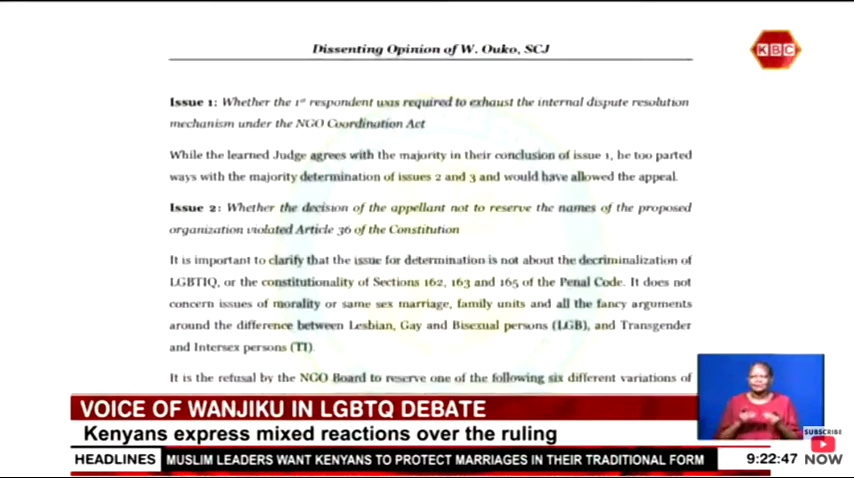 Dissenting Opinion of W. Ouko, SCJ
KBC
Issue 1: Whether the 1st respondent was required to exhaust the internal dispute resolution
mechanism under the NGO Coordination Act
While the learned Judge agrees with the majority in their conclusion of issue 1, he too parted
ways with the majority determination of issues 2 and 3 and would have allowed the appeal.
Issue 2: Whether the decision of the appellant not to reserve the names of the proposed
organization violated Article 36 of the Constitution
It is important to clarify that the issue for determination is not about the decriminalization of
LGBTIQ, or the constitutionality of Sections 162, 163 and 165 of the Penal Code. It does not
concern issues of morality or same sex marriage, family units and all the fancy arguments
around the difference between Lesbian, Gay and Bisexual persons (LGB), and Transgender
and Intersex persons (TI).
It is the refusal by the NGO Board to reserve one of the following six different variations of
VOICE OF WANJIKU IN LGBTQ DEBATE
Kenyans express mixed reactions over the ruling
HEADLINES MUSLIM LEADERS WANT KENYANS TO PROTECT MARRIAGES IN THEIR TRADITIONAL FORM 9:22:47
SUBSCRIBE
NOW